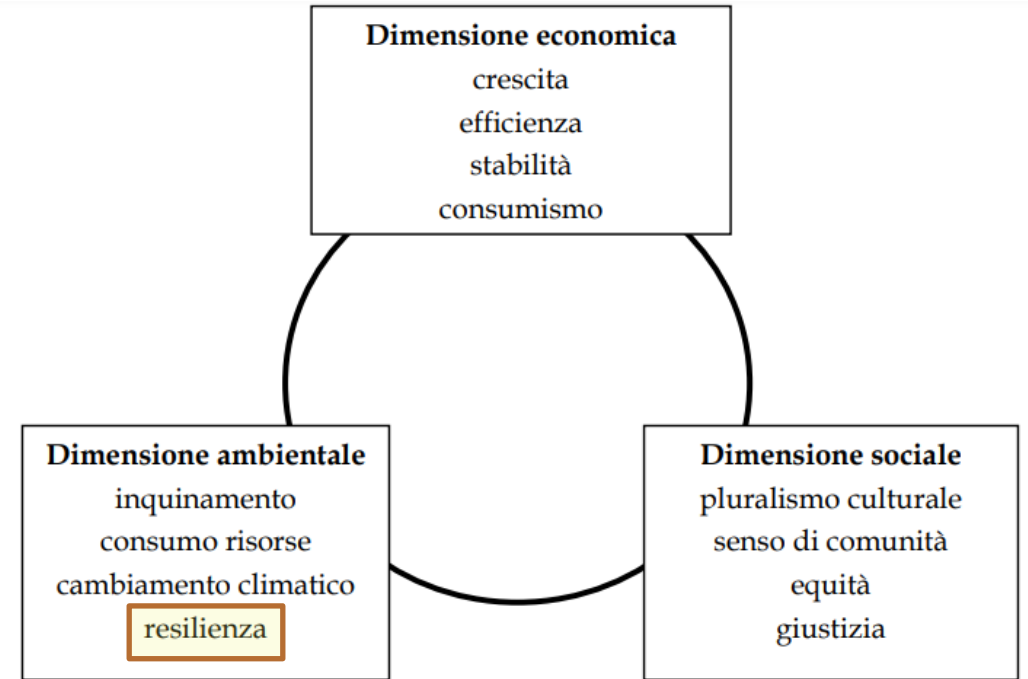 Dimensione economica
crescita
efficienza
stabilità
consumismo
Dimensione ambientale
inquinamento
consumo risorse
cambiamento climatico
resilienza
Dimensione sociale
pluralismo culturale
senso di comunità
equità
giustizia